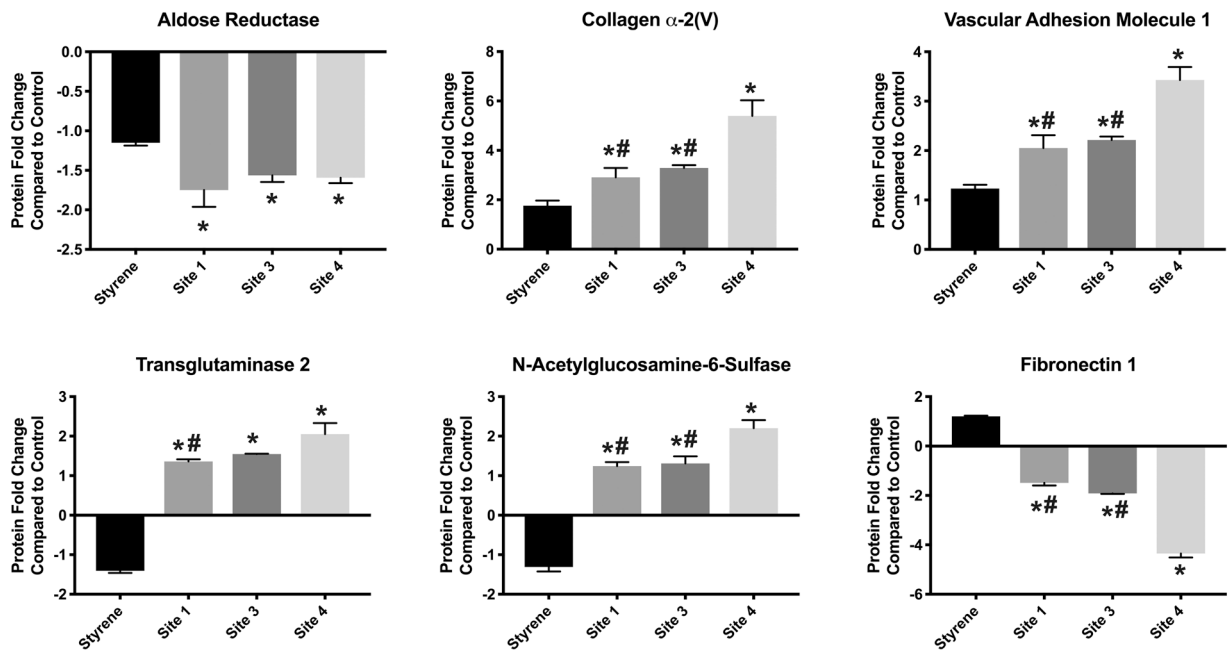 Aldose Reductase
Protein Fold Change
Compared to Control
0.0
-0.5
-1.0
-1.5
-2.0
-2.5
*
*
*
Styrene
Site 1
Site 3
Site 4
Collagen α-2(V)
Protein Fold Change
Compared to Control
8
6
4
2
0
*#
*#
*
Styrene
Site 1
Site 3
Site 4
Vascular Adhesion Molecule 1
Protein Fold Change
Compared to Control
4
3
2
1
0
*#
*#
*
Styrene
Site 1
Site 3
Site 4
Transglutaminase 2
Protein Fold Change
Compared to Control
3
2
1
0
-1
-2
*#
*
*
Styrene
Site 1
Site 3
Site 4
N-Acetylglucosamine-6-Sulfase
Protein Fold Change
Compared to Control
3
2
1
0
-1
-2
*#
*#
*
Styrene
Site 1
Site 3
Site 4
Fibronectin 1
Protein Fold Change
Compared to Control
2
0
-2
-4
-6
*#
*#
*
Styrene
Site 1
Site 3
Site 4